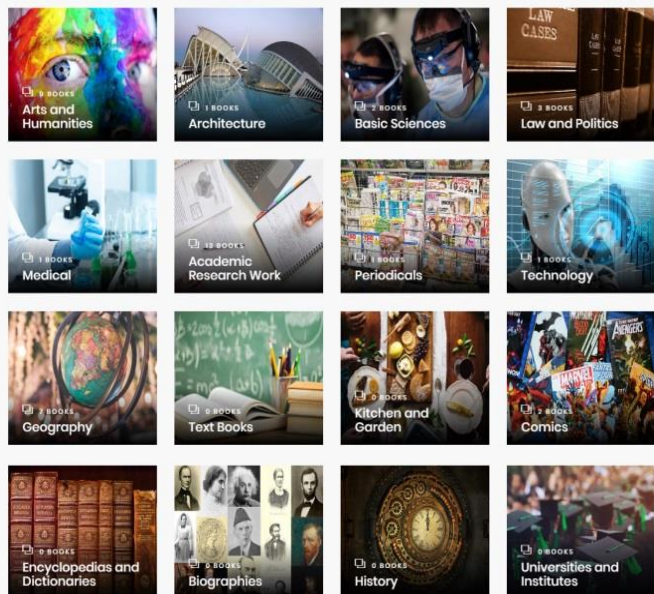 LAW
CASES
9 BOOKS
Arts and
Humanities
1 BOOKS
Architecture
2 BOOKS
Basic Sciences
3 BOOKS
Law and Politics
1 BOOKS
Medical
13 BOOKS
Academic
Research Work
1 BOOKS
Periodicals
1 BOOKS
Technology
BOOKS
Geography
0 BOOKS
Text Books
0 BOOKS
Kitchen and
Garden
AVENGERS
MARVEL
2 BOOKS
Comics
0 BOOKS
Encyclopedias and
Dictionaries
0 BOOKS
Biographies
0 BOOKS
History
0 BOOKS
Universities and
Institutes